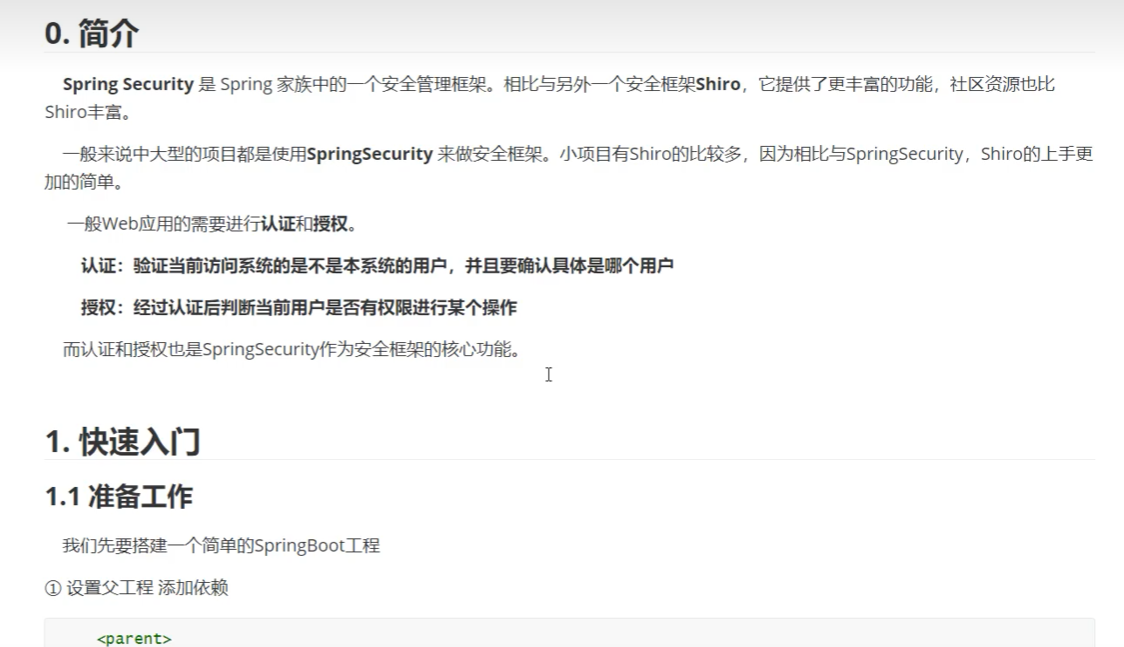 0. 简介
Spring Security 是 Spring 家族中的一个安全管理框架。相比与另外一个安全框架Shiro，它提供了更丰富的功能，社区资源也比
Shiro丰富。
一般来说中大型的项目都是使用SpringSecurity 来做安全框架。小项目有Shiro的比较多，因为相比与SpringSecurity，Shiro的上手更
加的简单。
一般Web应用的需要进行认证和授权。
认证：验证当前访问系统的是不是本系统的用户，并且要确认具体是哪个用户
授权：经过认证后判断当前用户是否有权限进行某个操作
而认证和授权也是SpringSecurity作为安全框架的核心功能。
1. 快速入门
1.1 准备工作
我们先要搭建一个简单的SpringBoot工程
① 设置父工程 添加依赖
<parent>